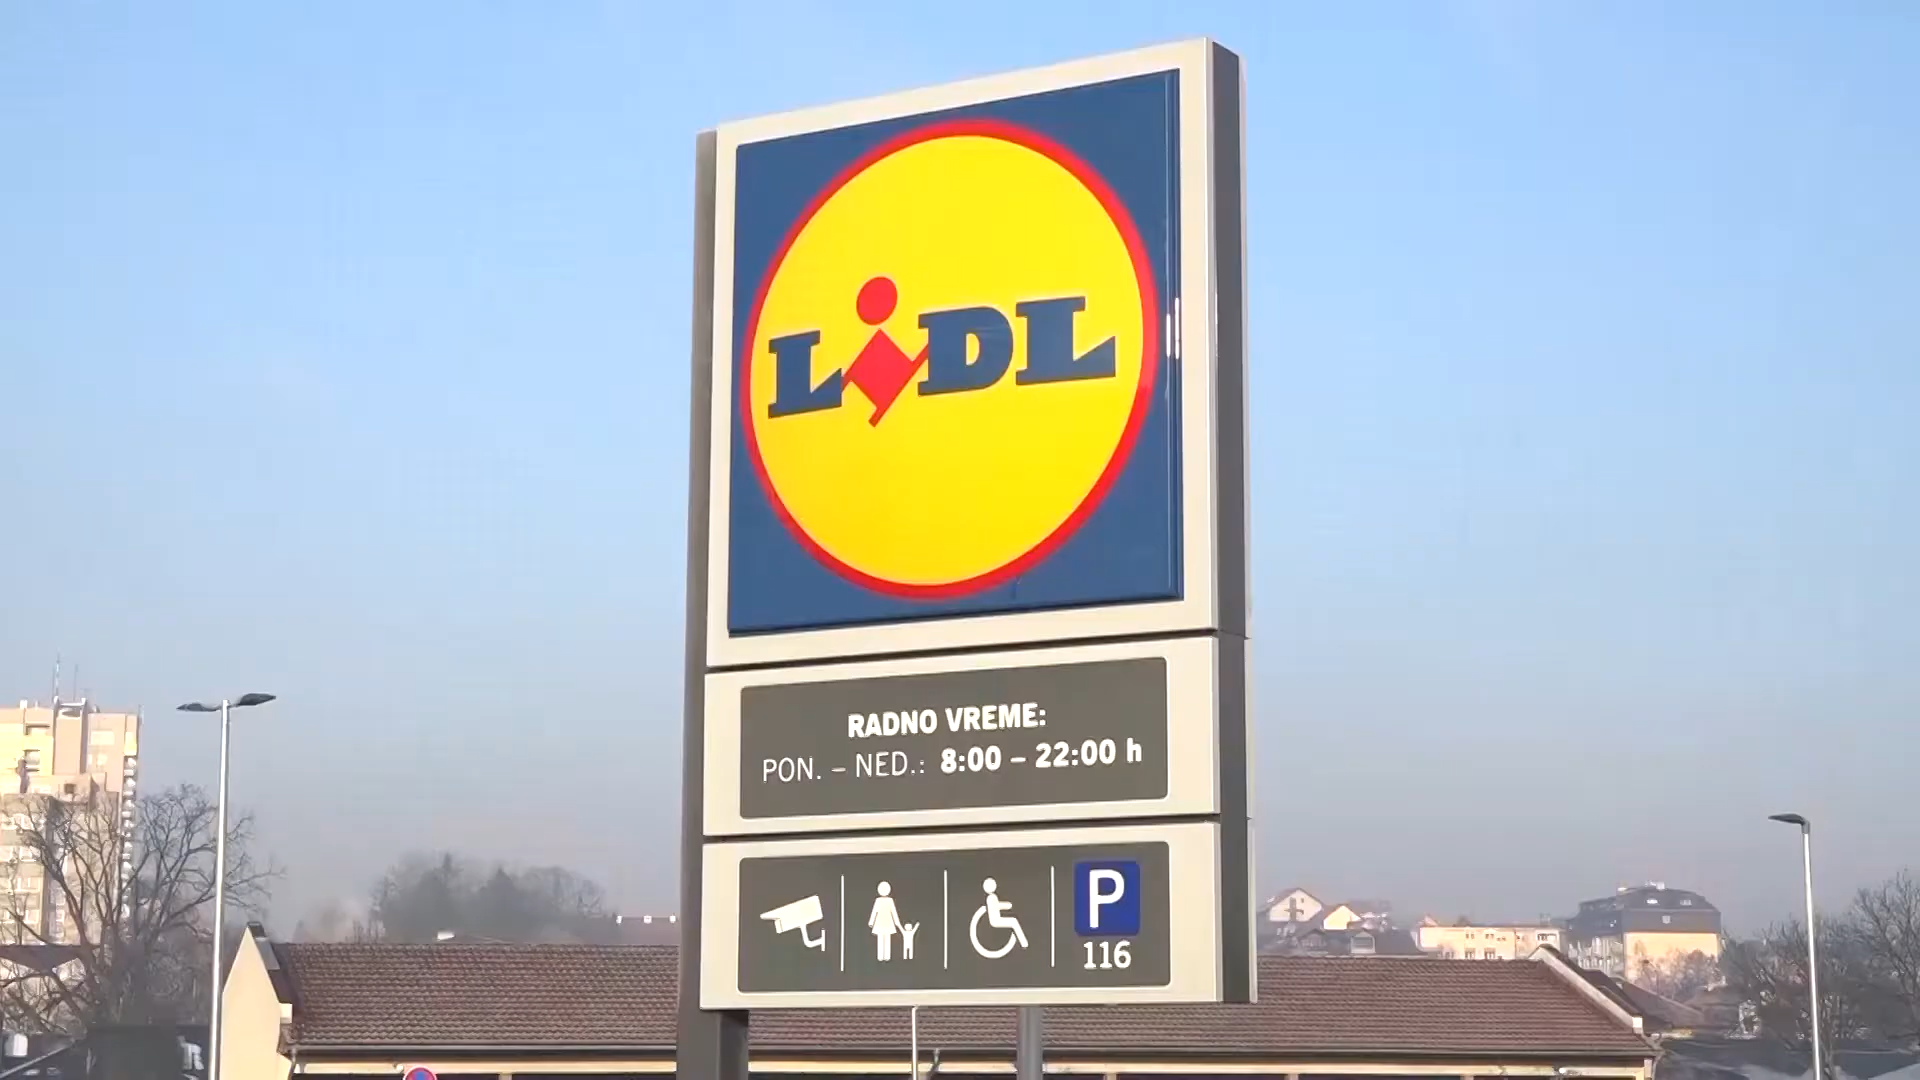 LiDL
RADNO VREME:
PON. – NED.: 8:00 – 22:00 h
P
116